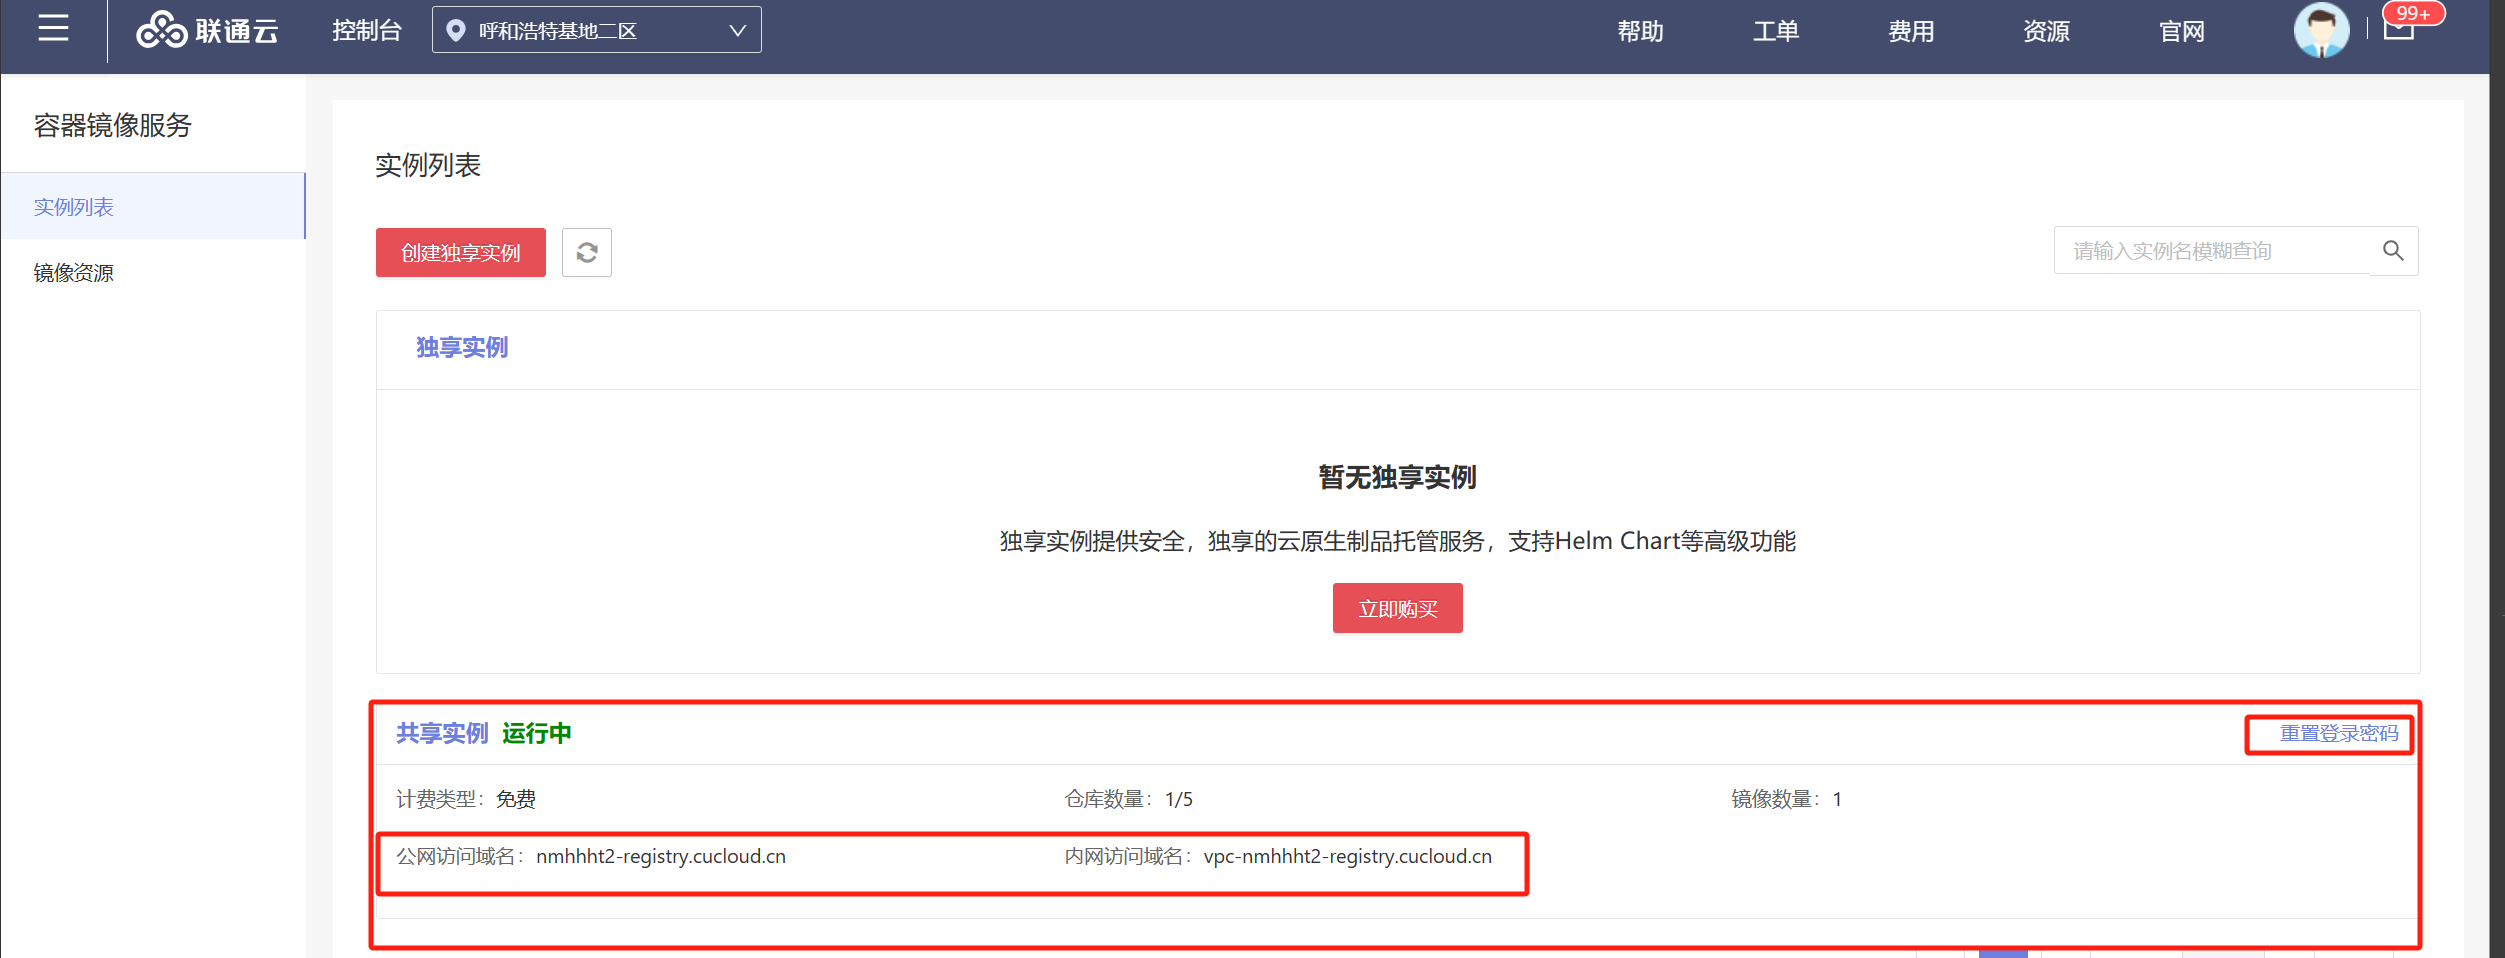 联通云 控制台 呼和浩特基地二区 帮助 工单 费用 资源 官网 99+
容器镜像服务
实例列表
镜像资源
实例列表
创建独享实例 请输入实例名模糊查询
独享实例
暂无独享实例
独享实例提供安全，独享的云原生制品托管服务，支持Helm Chart等高级功能
立即购买
共享实例 运行中 重置登录密码
计费类型：免费 仓库数量：1/5 镜像数量：1
公网访问域名：nmhhht2-registry.cucloud.cn 内网访问域名：vpc-nmhhht2-registry.cucloud.cn